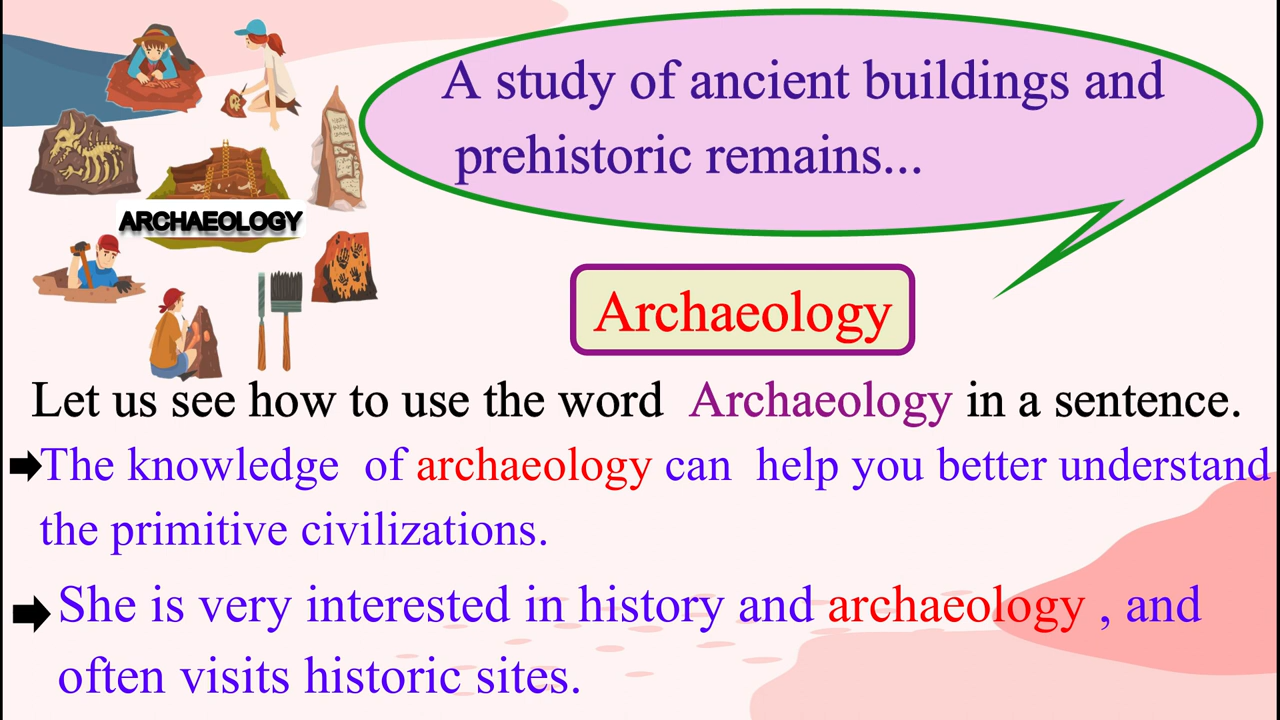 A study of ancient buildings and
prehistoric remains...
ARCHAEOLOGY
Archaeology
Let us see how to use the word Archaeology in a sentence.
The knowledge of archaeology can help you better understand
the primitive civilizations.
She is very interested in history and archaeology , and
often visits historic sites.